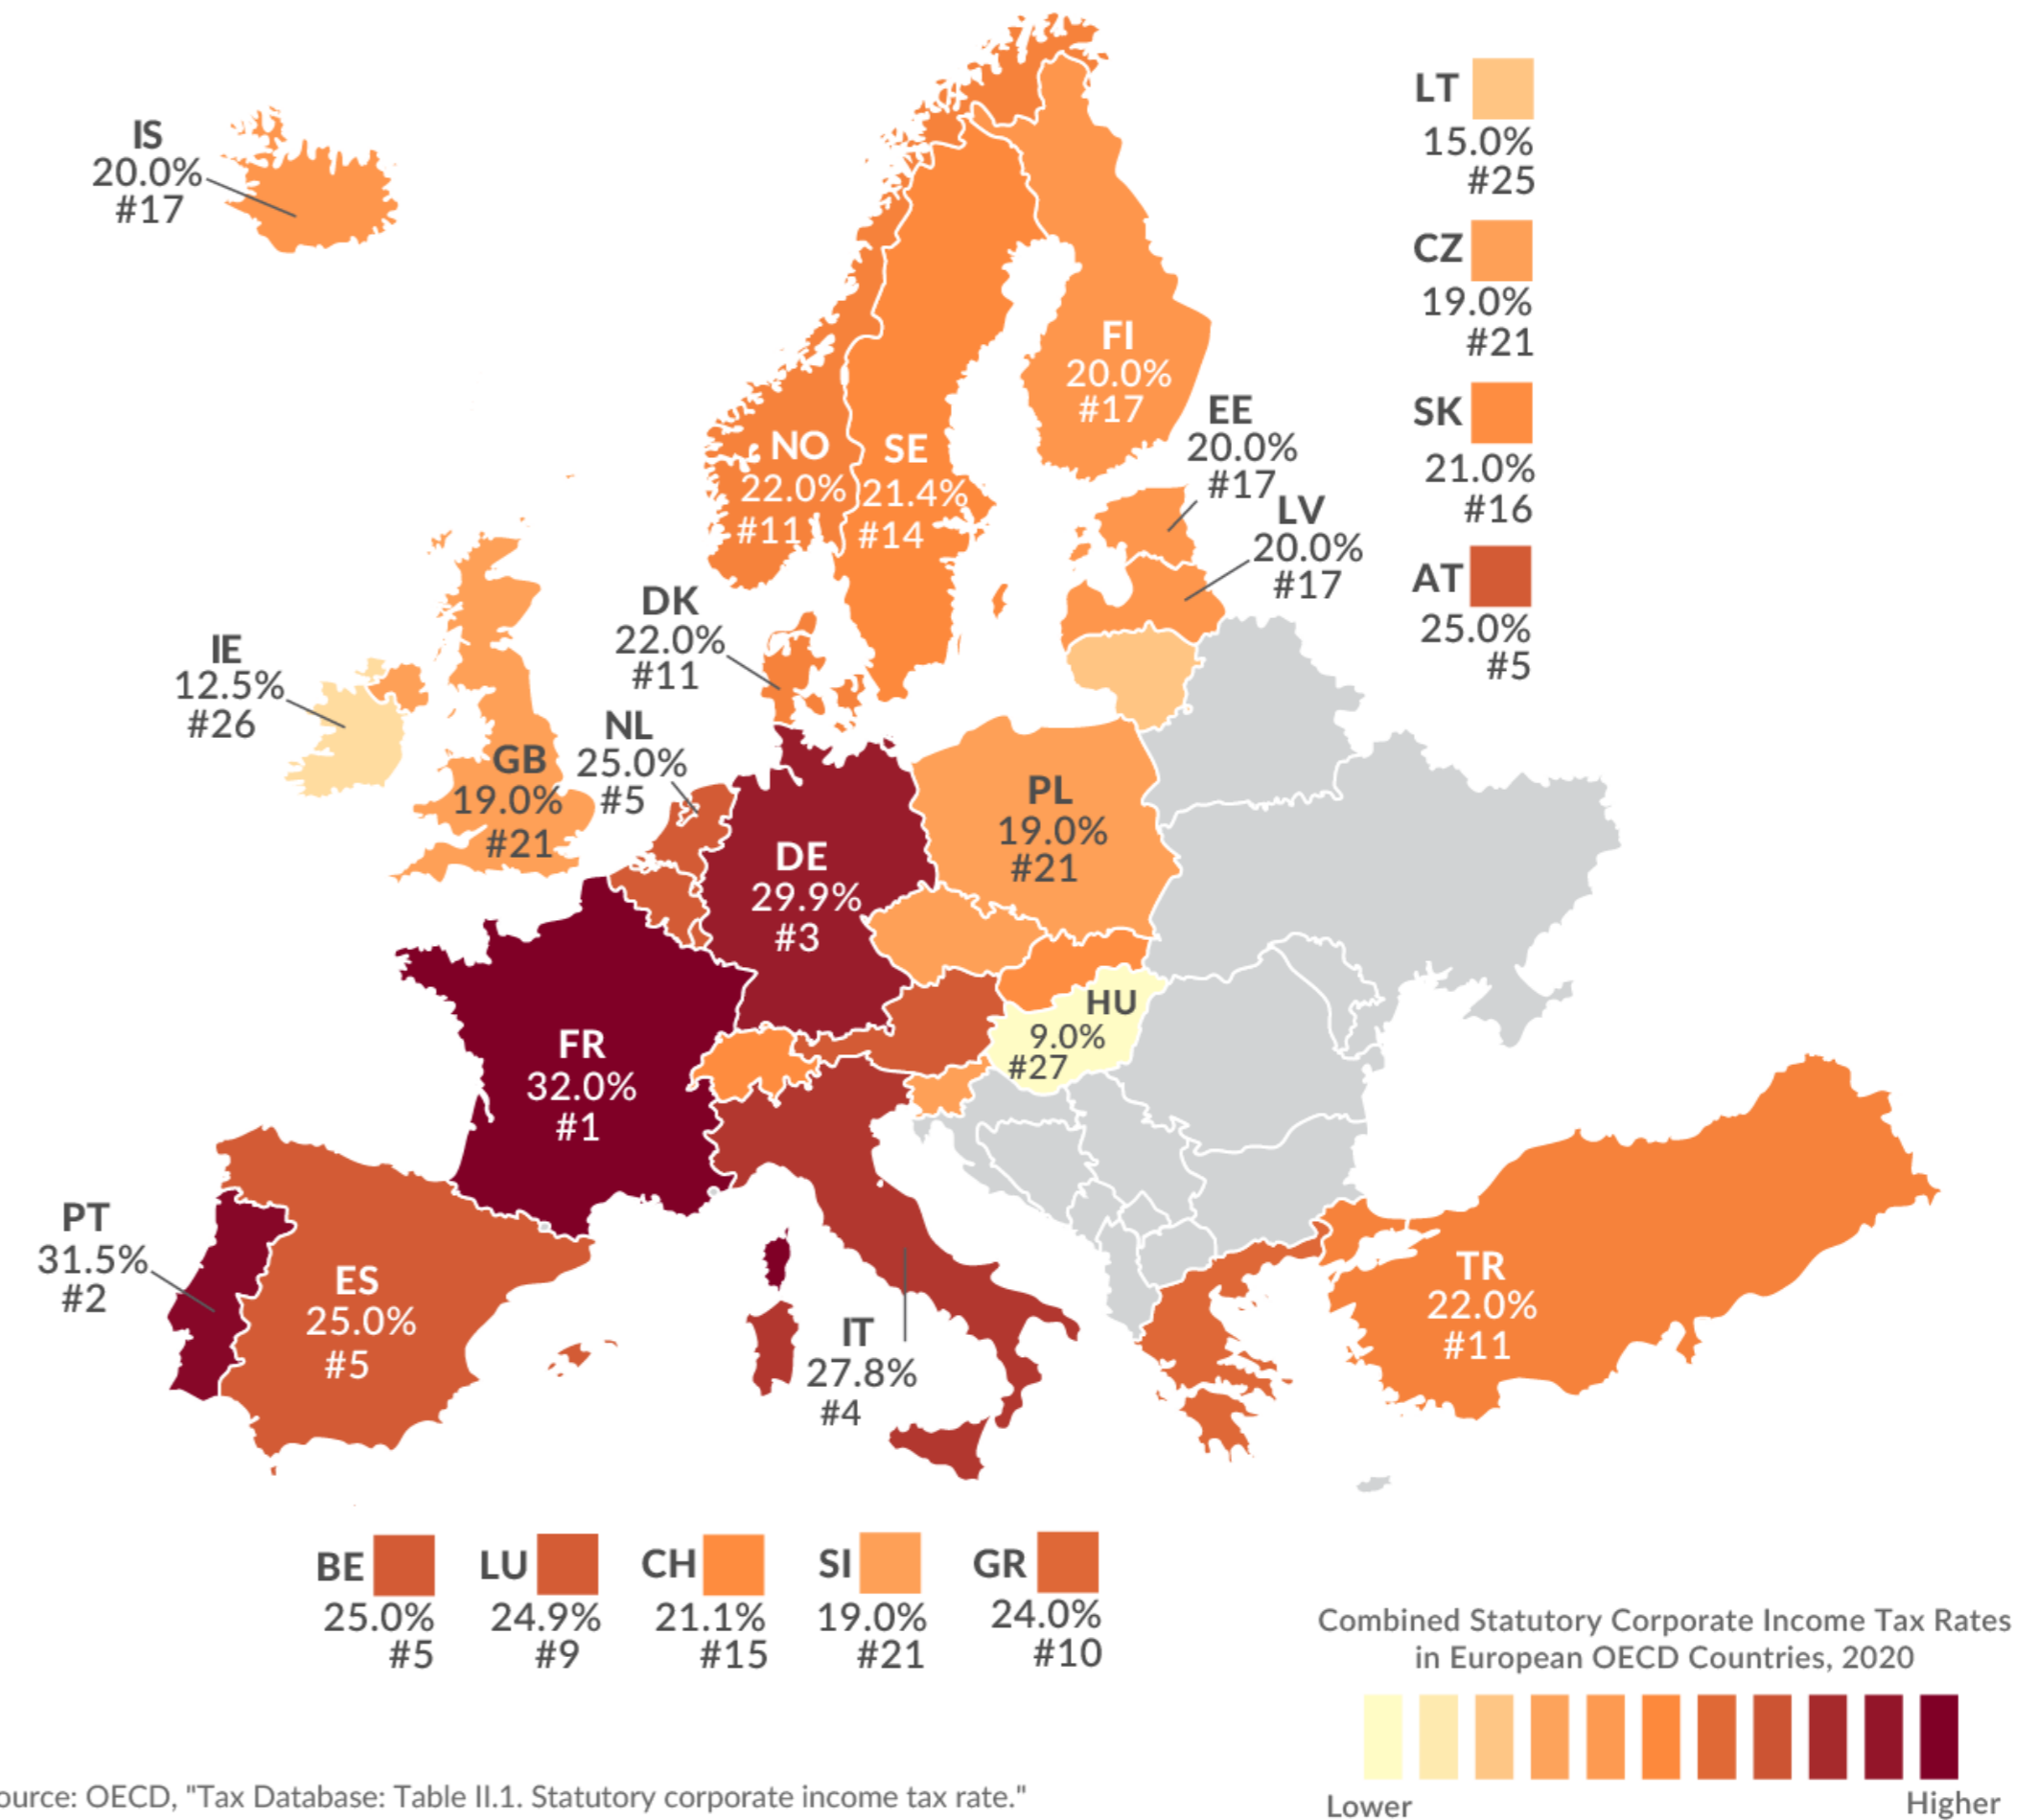 IS
20.0%
#17
LT
15.0%
#25
CZ
19.0%
#21
SK
21.0%
#16
AT
25.0%
#5
FI
20.0%
#17
EE
20.0%
#17
LV
20.0%
#17
NO
22.0%
#11
SE
21.4%
#14
DK
22.0%
#11
IE
12.5%
#26
NL
25.0%
#5
GB
19.0%
#21
PL
19.0%
#21
DE
29.9%
#3
HU
9.0%
#27
FR
32.0%
#1
PT
31.5%
#2
ES
25.0%
#5
IT
27.8%
#4
TR
22.0%
#11
BE
25.0%
#5
LU
24.9%
#9
CH
21.1%
#15
SI
19.0%
#21
GR
24.0%
#10
Combined Statutory Corporate Income Tax Rates
in European OECD Countries, 2020
Lower
Higher
ource: OECD, "Tax Database: Table II.1. Statutory corporate income tax rate."